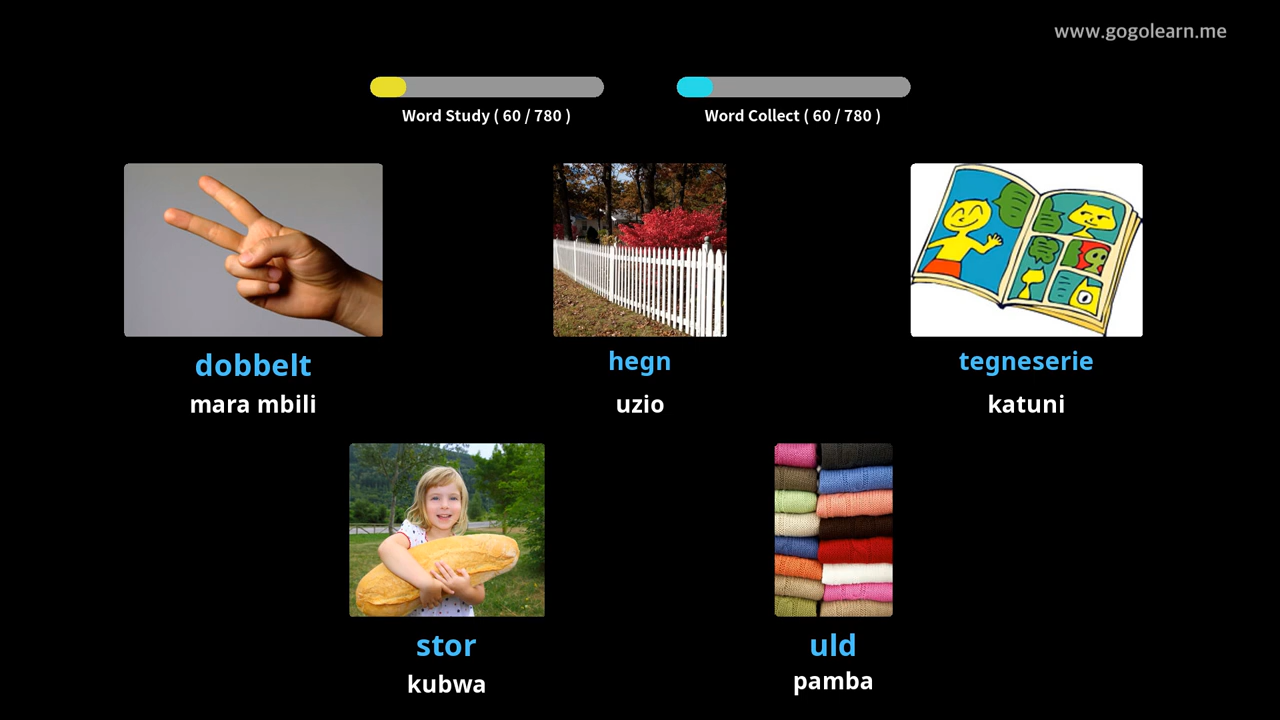 www.gogolearn.me
Word Study ( 60 / 780 )
Word Collect ( 60 / 780 )
dobbelt
mara mbili
hegn
uzio
tegneserie
katuni
stor
kubwa
uld
pamba